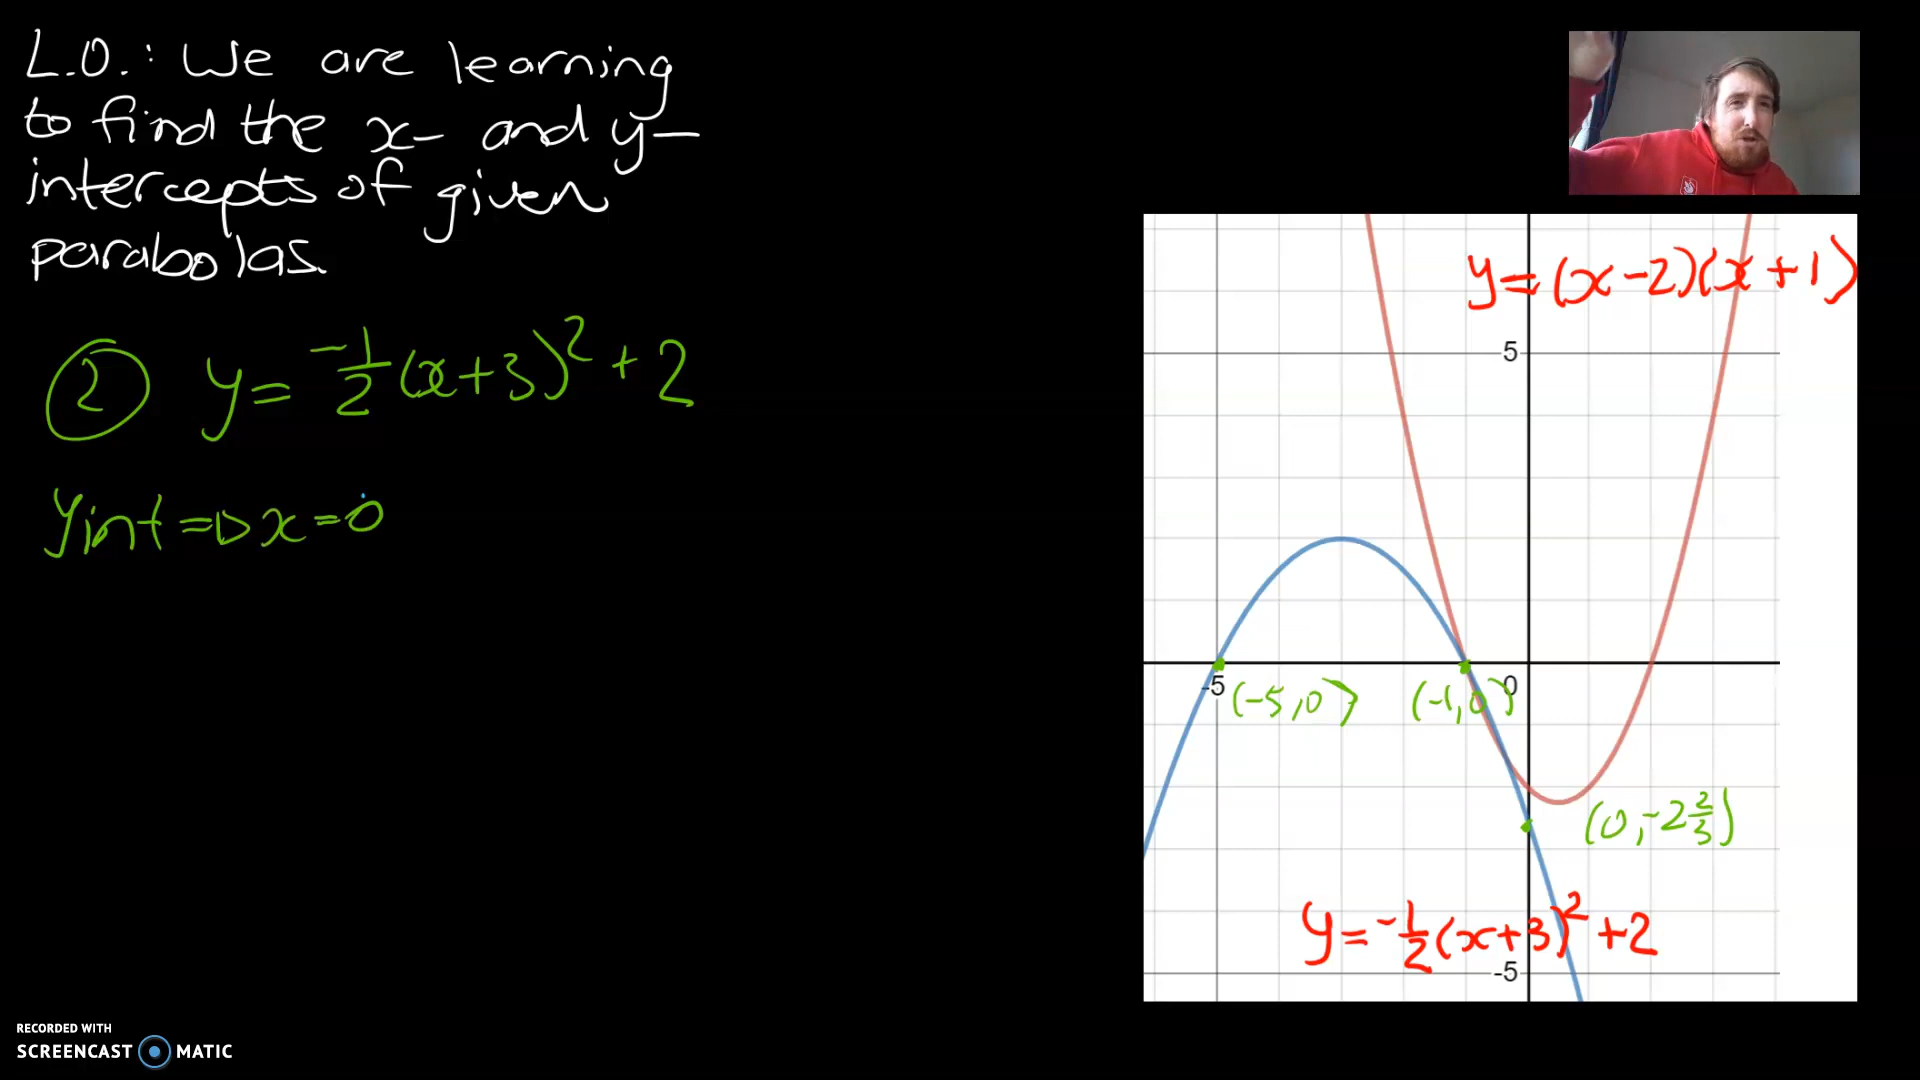 L.O.: We are learning
to find the x- and y-
intercepts of given
parabolas.
② y = -1/2 (x+3)² + 2
yint => x = 0
y = (x-2)(x+1)
5
-5
0
(-5,0) (-1,0)
(0, -2 2/3)
y = -1/2 (x+3)² + 2
-5
RECORDED WITH
SCREENCAST MATIC